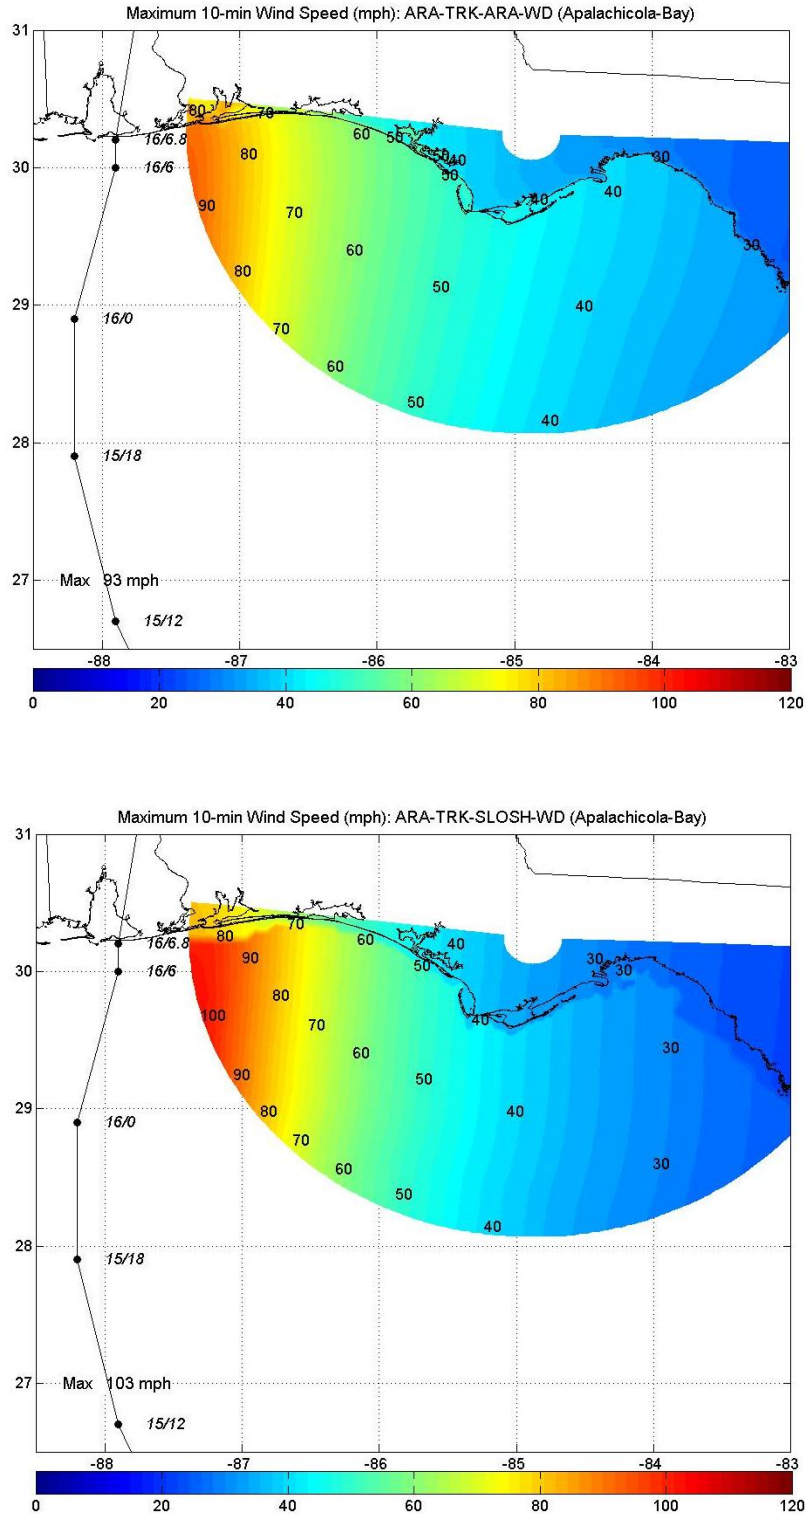 Maximum 10-min Wind Speed (mph): ARA-TRK-ARA-WD (Apalachicola-Bay)
31
80 70
16/6.8 60 50
50 40 30
30 16/6 80 50
40 40
90 70
60 30
80
50
29 16/0 40
70
60
50
40
28 15/18
27 Max 93 mph
15/12
-88 -87 -86 -85 -84 -83
0 20 40 60 80 100 120
Maximum 10-min Wind Speed (mph): ARA-TRK-SLOSH-WD (Apalachicola-Bay)
31
70
16/6.8 80 60 40
30 16/6 90 50 30 30
80
100 70 40
60 30
90 50
29 16/0 80 40
70
60 30
50
40
28 15/18
27 Max 103 mph
15/12
-88 -87 -86 -85 -84 -83
0 20 40 60 80 100 120